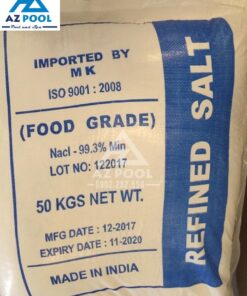 AZ POOL
IMPORTED BY
M K
ISO 9001 : 2008
(FOOD GRADE)
Nacl - 99.3% Min
LOT NO: 122017
AZ POOL
50 KGS NET WT.
MFG DATE : 12-2017
EXPIRY DATE : 11-2020
MADE IN INDIA
REFINED SALT